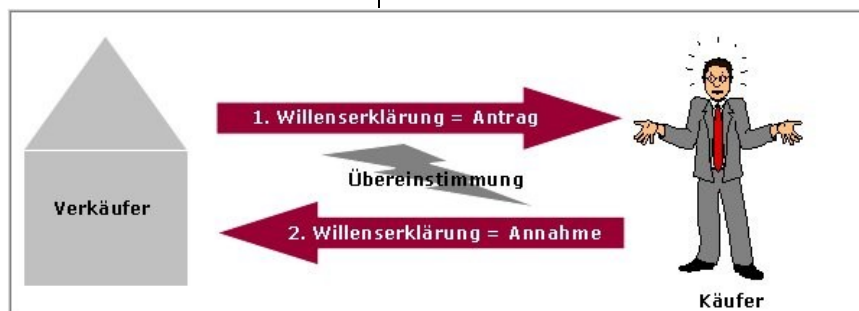 1. Willenserklärung = Antrag
Übereinstimmung
Verkäufer
2. Willenserklärung = Annahme
Käufer